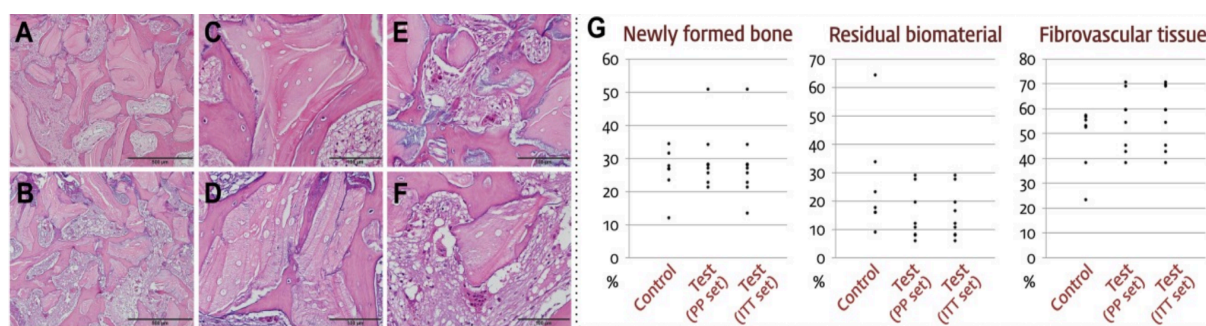 A
C
E
B
D
F
G
Newly formed bone
60
50
40
30
20
10
0
%
Control
Test
(PP set)
Test
(ITT set)
Residual biomaterial
70
60
50
40
30
20
10
0
%
Control
Test
(PP set)
Test
(ITT set)
Fibrovascular tissue
80
70
60
50
40
30
20
10
0
%
Control
Test
(PP set)
Test
(ITT set)